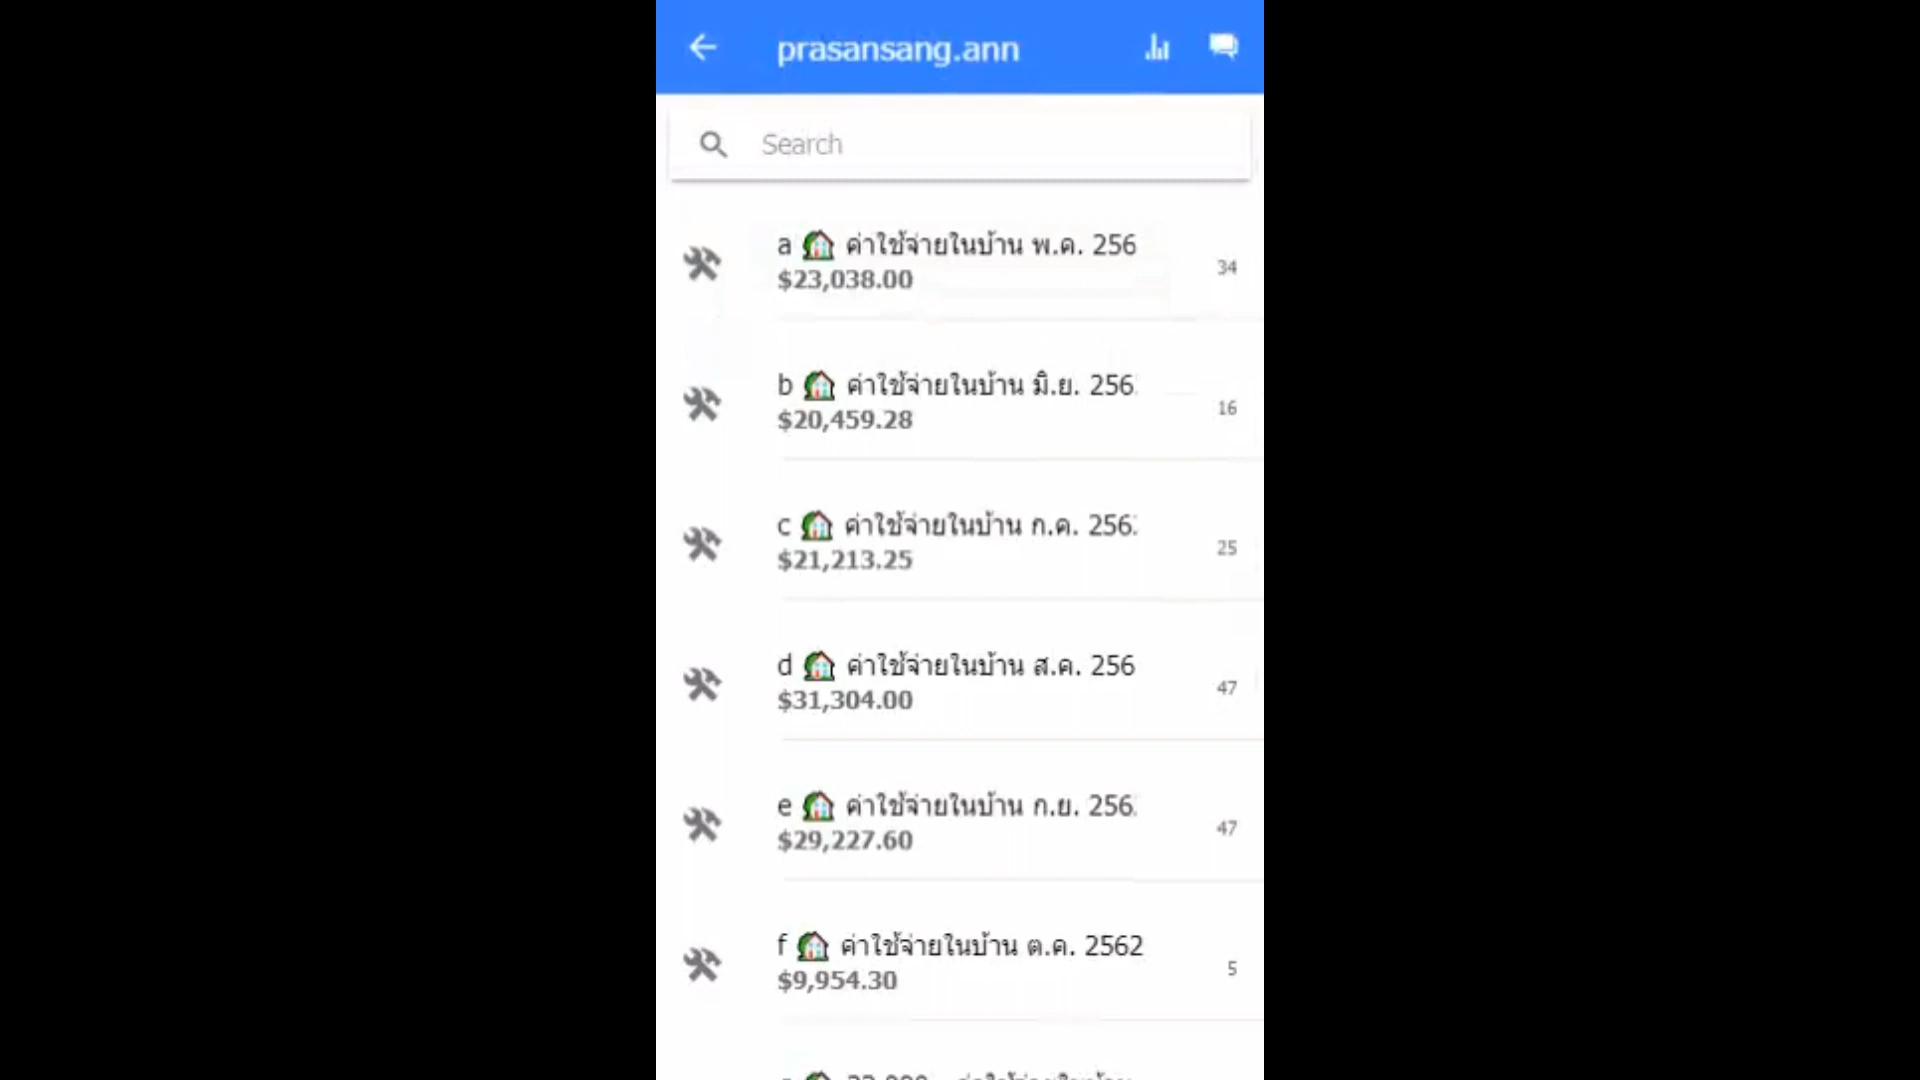 prasansang.ann
Search
a 🏡 ค่าใช้จ่ายในบ้าน พ.ค. 256
$23,038.00
34
b 🏡 ค่าใช้จ่ายในบ้าน มิ.ย. 256
$20,459.28
16
c 🏡 ค่าใช้จ่ายในบ้าน ก.ค. 256
$21,213.25
25
d 🏡 ค่าใช้จ่ายในบ้าน ส.ค. 256
$31,304.00
47
e 🏡 ค่าใช้จ่ายในบ้าน ก.ย. 256
$29,227.60
47
f 🏡 ค่าใช้จ่ายในบ้าน ต.ค. 2562
$9,954.30
5